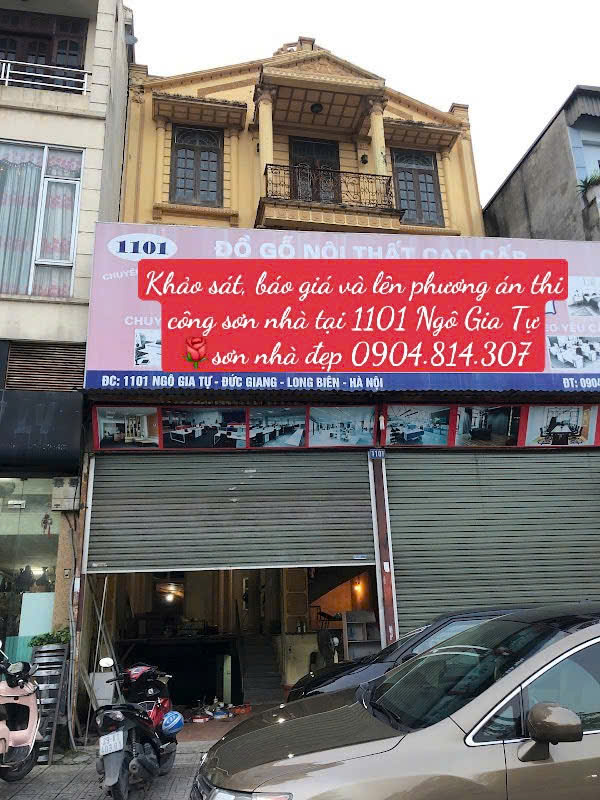 1101
ĐỒ GỖ NỘI THẤT CAO CẤP
Khảo sát, báo giá và lên phương án thi
công sơn nhà tại 1101 Ngô Gia Tự
sơn nhà đẹp 0904.814.307
ĐC: 1101 NGÔ GIA TỰ - ĐỨC GIANG - LONG BIÊN - HÀ NỘI
ĐT: 0904
1101